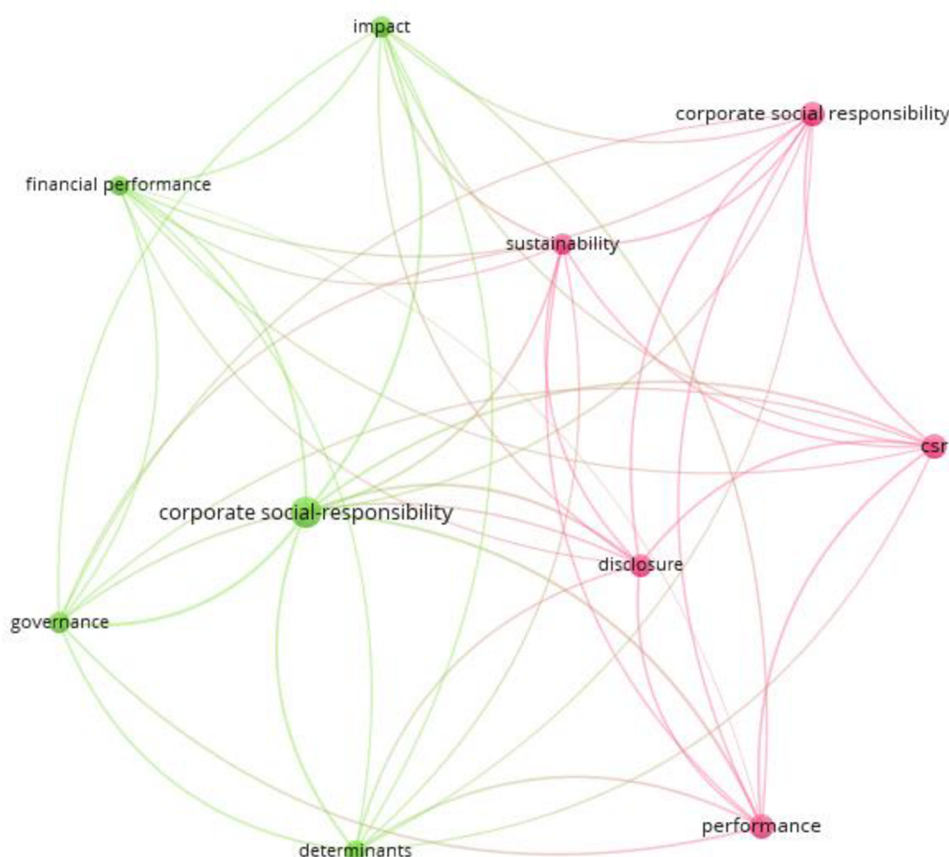 impact
corporate social responsibility
financial performance
sustainability
csr
corporate social-responsibility
disclosure
governance
performance
determinants